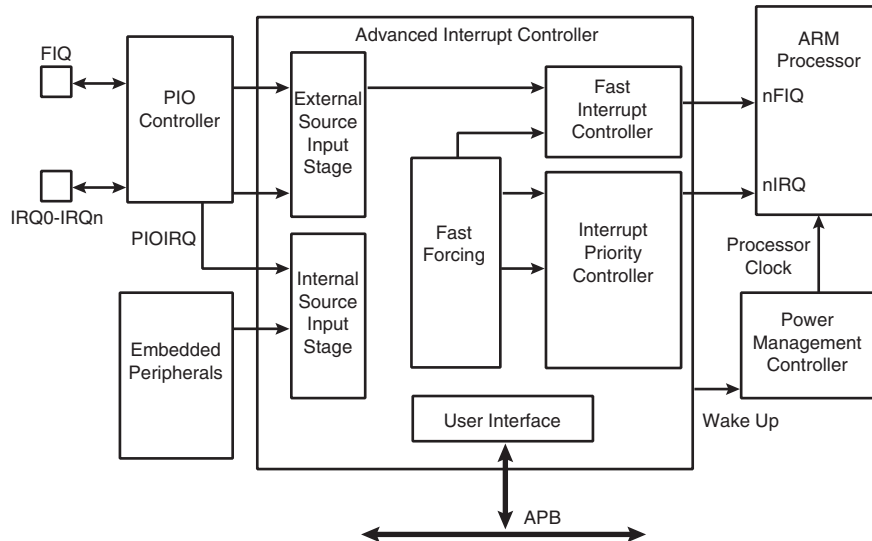 FIQ
IRQ0-IRQn
PIO
Controller
PIOIRQ
Embedded
Peripherals
Advanced Interrupt Controller
External
Source
Input
Stage
Internal
Source
Input
Stage
Fast
Forcing
Fast
Interrupt
Controller
Interrupt
Priority
Controller
User Interface
APB
ARM
Processor
nFIQ
nIRQ
Processor
Clock
Power
Management
Controller
Wake Up